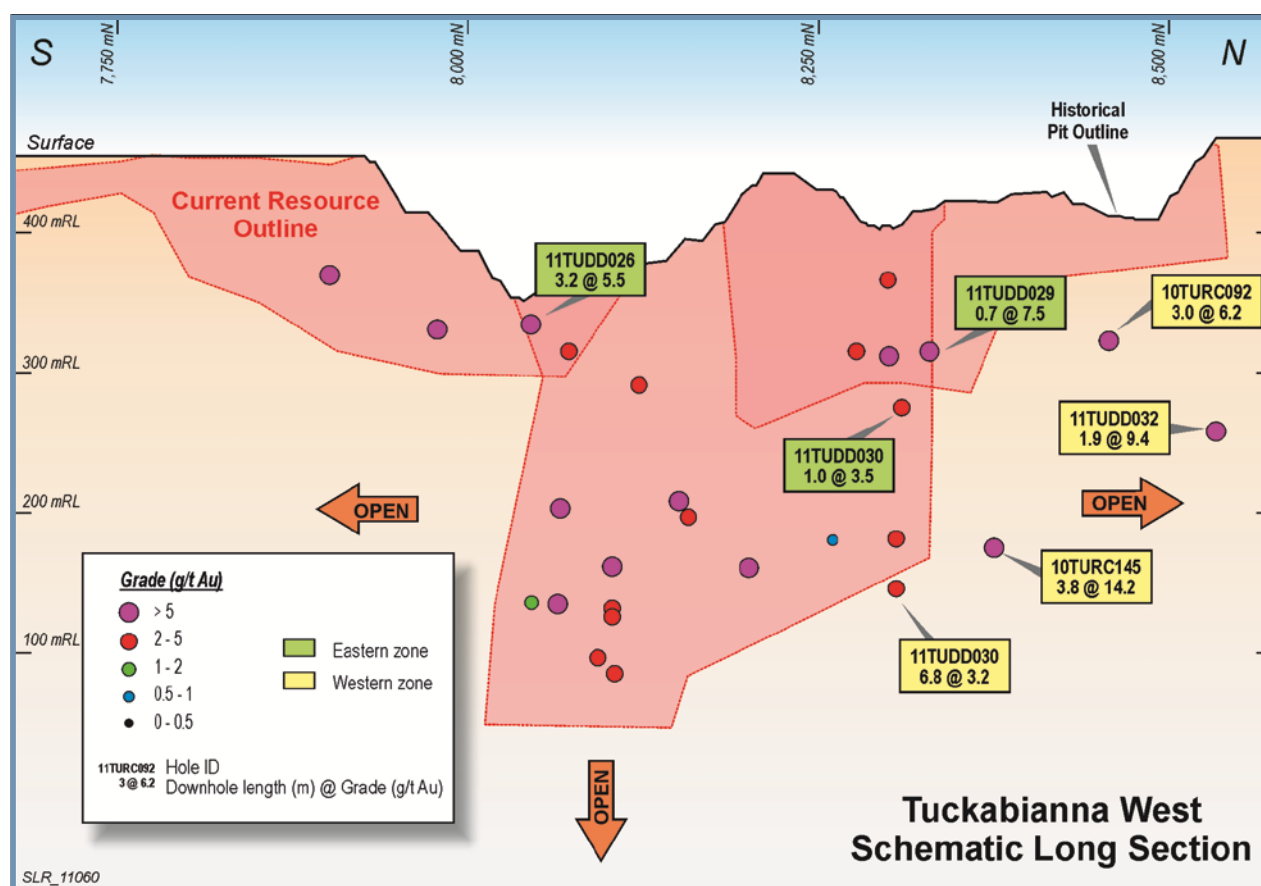 S
7,750 mN
8,000 mN
8,250 mN
8,500 mN
N
Historical
Pit Outline
Surface
Current Resource
Outline
400 mRL
300 mRL
200 mRL
100 mRL
11TUDD026
3.2 @ 5.5
11TUDD029
0.7 @ 7.5
10TURC092
3.0 @ 6.2
11TUDD032
1.9 @ 9.4
11TUDD030
1.0 @ 3.5
OPEN
OPEN
10TURC145
3.8 @ 14.2
11TUDD030
6.8 @ 3.2
Grade (g/t Au)
> 5
2 - 5
1 - 2
0.5 - 1
0 - 0.5
Eastern zone
Western zone
11TURC092 Hole ID
3 @ 6.2 Downhole length (m) @ Grade (g/t Au)
OPEN
Tuckabianna West
Schematic Long Section
SLR_11060